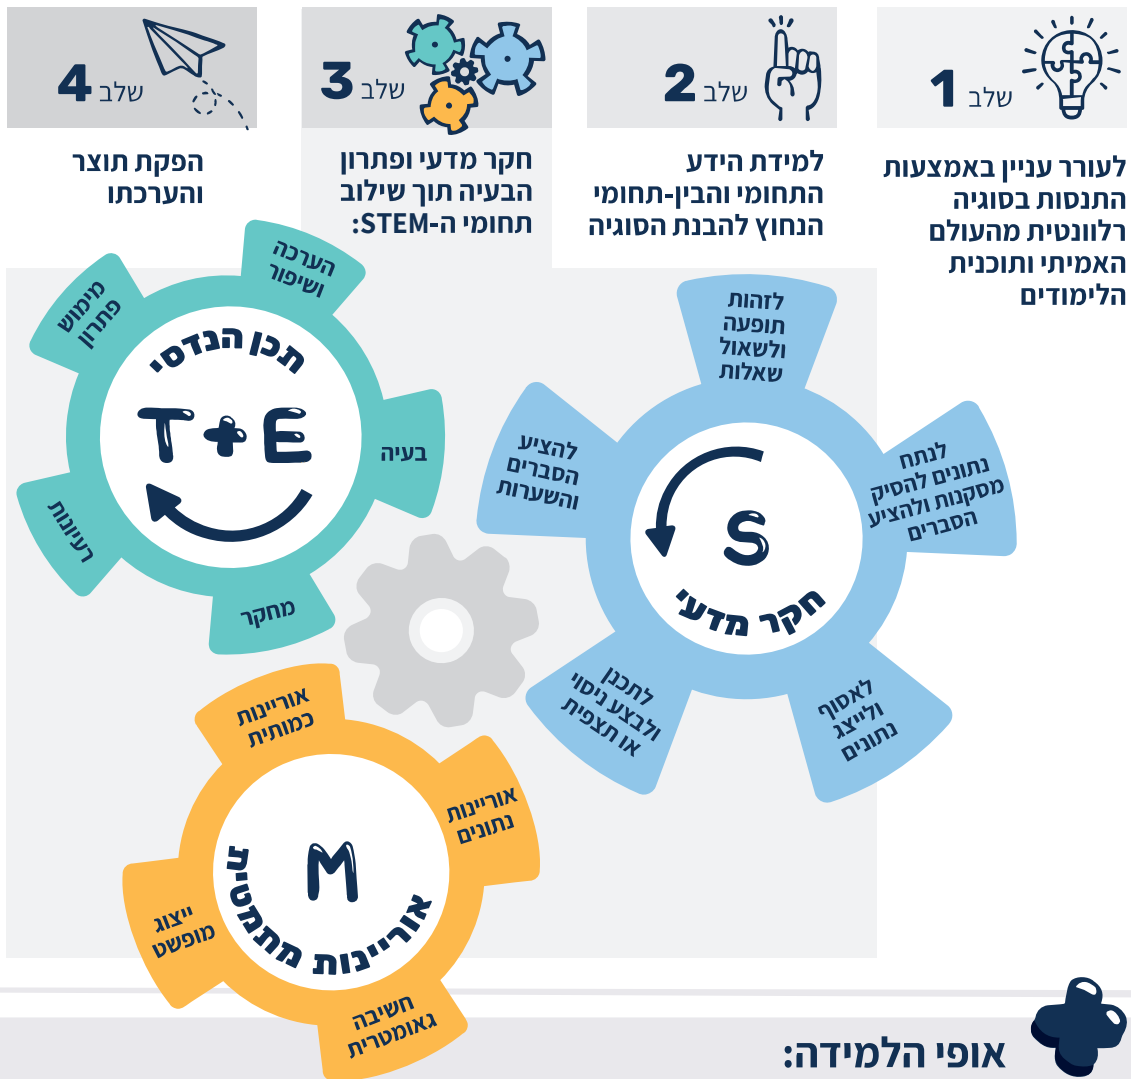 שלב 1
לעורר עניין באמצעות
התנסות בסוגיה
רלוונטית מהעולם
האמיתי ותוכנית
הלימודים
שלב 2
למידת הידע
התחומי והבין-תחומי
הנחוץ להבנת הסוגיה
שלב 3
חקר מדעי ופתרון
הבעיה תוך שילוב
תחומי ה-STEM:
שלב 4
הפקת תוצר
והערכתו
לזהות
תופעה
ולשאול
שאלות
להציע
הסברים
והשערות
לתכנן
ולבצע ניסוי
או תצפית
לאסוף
ולייצג
נתונים
לנתח
נתונים להסיק
מסקנות ולהציע
הסברים
S
חקר מדעי
תכן הנדסי
T+E
בעיה
מחקר
רעיונות
מימוש
פתרון
הערכה
ושיפור
אוריינות
כמותית
אוריינות
נתונים
חשיבה
גאומטרית
ייצוג
מופשט
M
אוריינות מתמטית
אופי הלמידה: